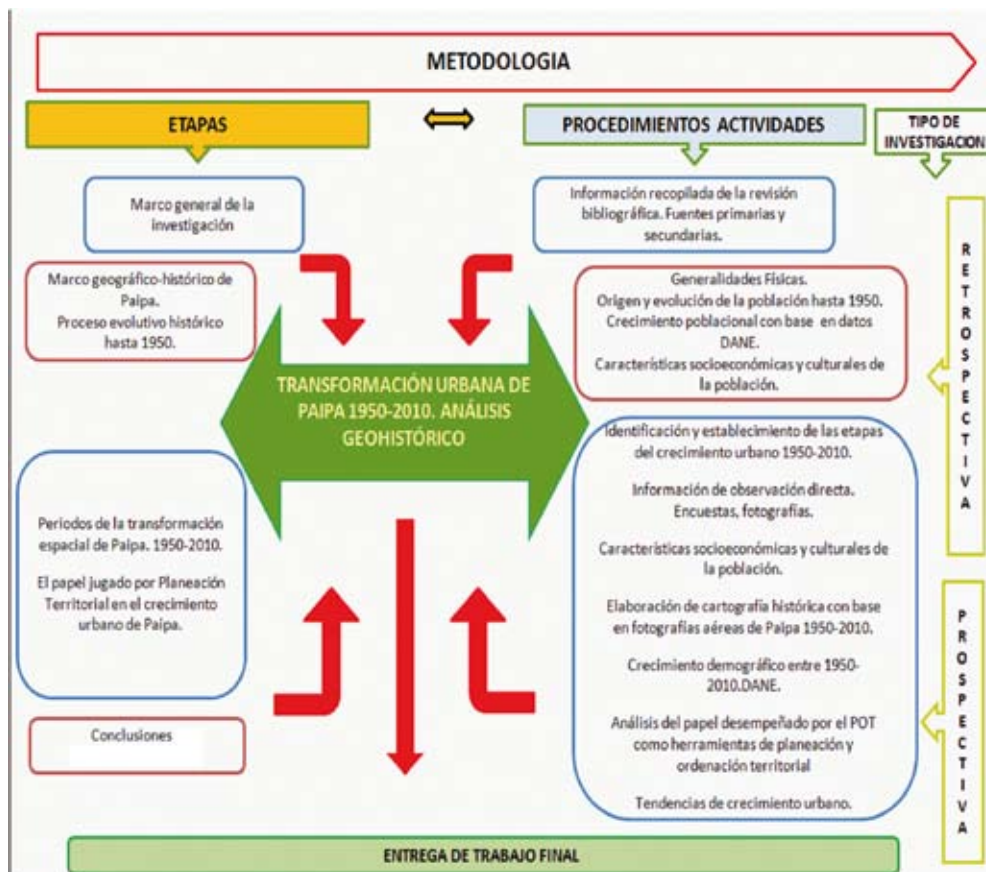 METODOLOGIA
ETAPAS
PROCEDIMIENTOS ACTIVIDADES
TIPO DE
INVESTIGACION
Marco general de la
investigación
Información recopilada de la revisión
bibliográfica. Fuentes primarias y
secundarias.
Marco geográfico-histórico de
Paipa.
Proceso evolutivo histórico
hasta 1950.
Generalidades Físicas.
Origen y evolución de la población hasta 1950.
Crecimiento poblacional con base en datos
DANE.
Características socioeconómicas y culturales de
la población.
TRANSFORMACIÓN URBANA DE
PAIPA 1950-2010. ANÁLISIS
GEOHISTÓRICO
Periodos de la transformación
espacial de Paipa. 1950-2010.
El papel jugado por Planeación
Territorial en el crecimiento
urbano de Paipa.
Conclusiones
Identificación y establecimiento de las etapas
del crecimiento urbano 1950-2010.
Información de observación directa.
Encuestas, fotografías.
Características socioeconómicas y culturales de
la población.
Elaboración de cartografía histórica con base
en fotografías aéreas de Paipa 1950-2010.
Crecimiento demográfico entre 1950-
2010.DANE.
Análisis del papel desempeñado por el POT
como herramientas de planeación y
ordenación territorial
Tendencias de crecimiento urbano.
RETROSPECTIVA
PROSPECTIVA
ENTREGA DE TRABAJO FINAL